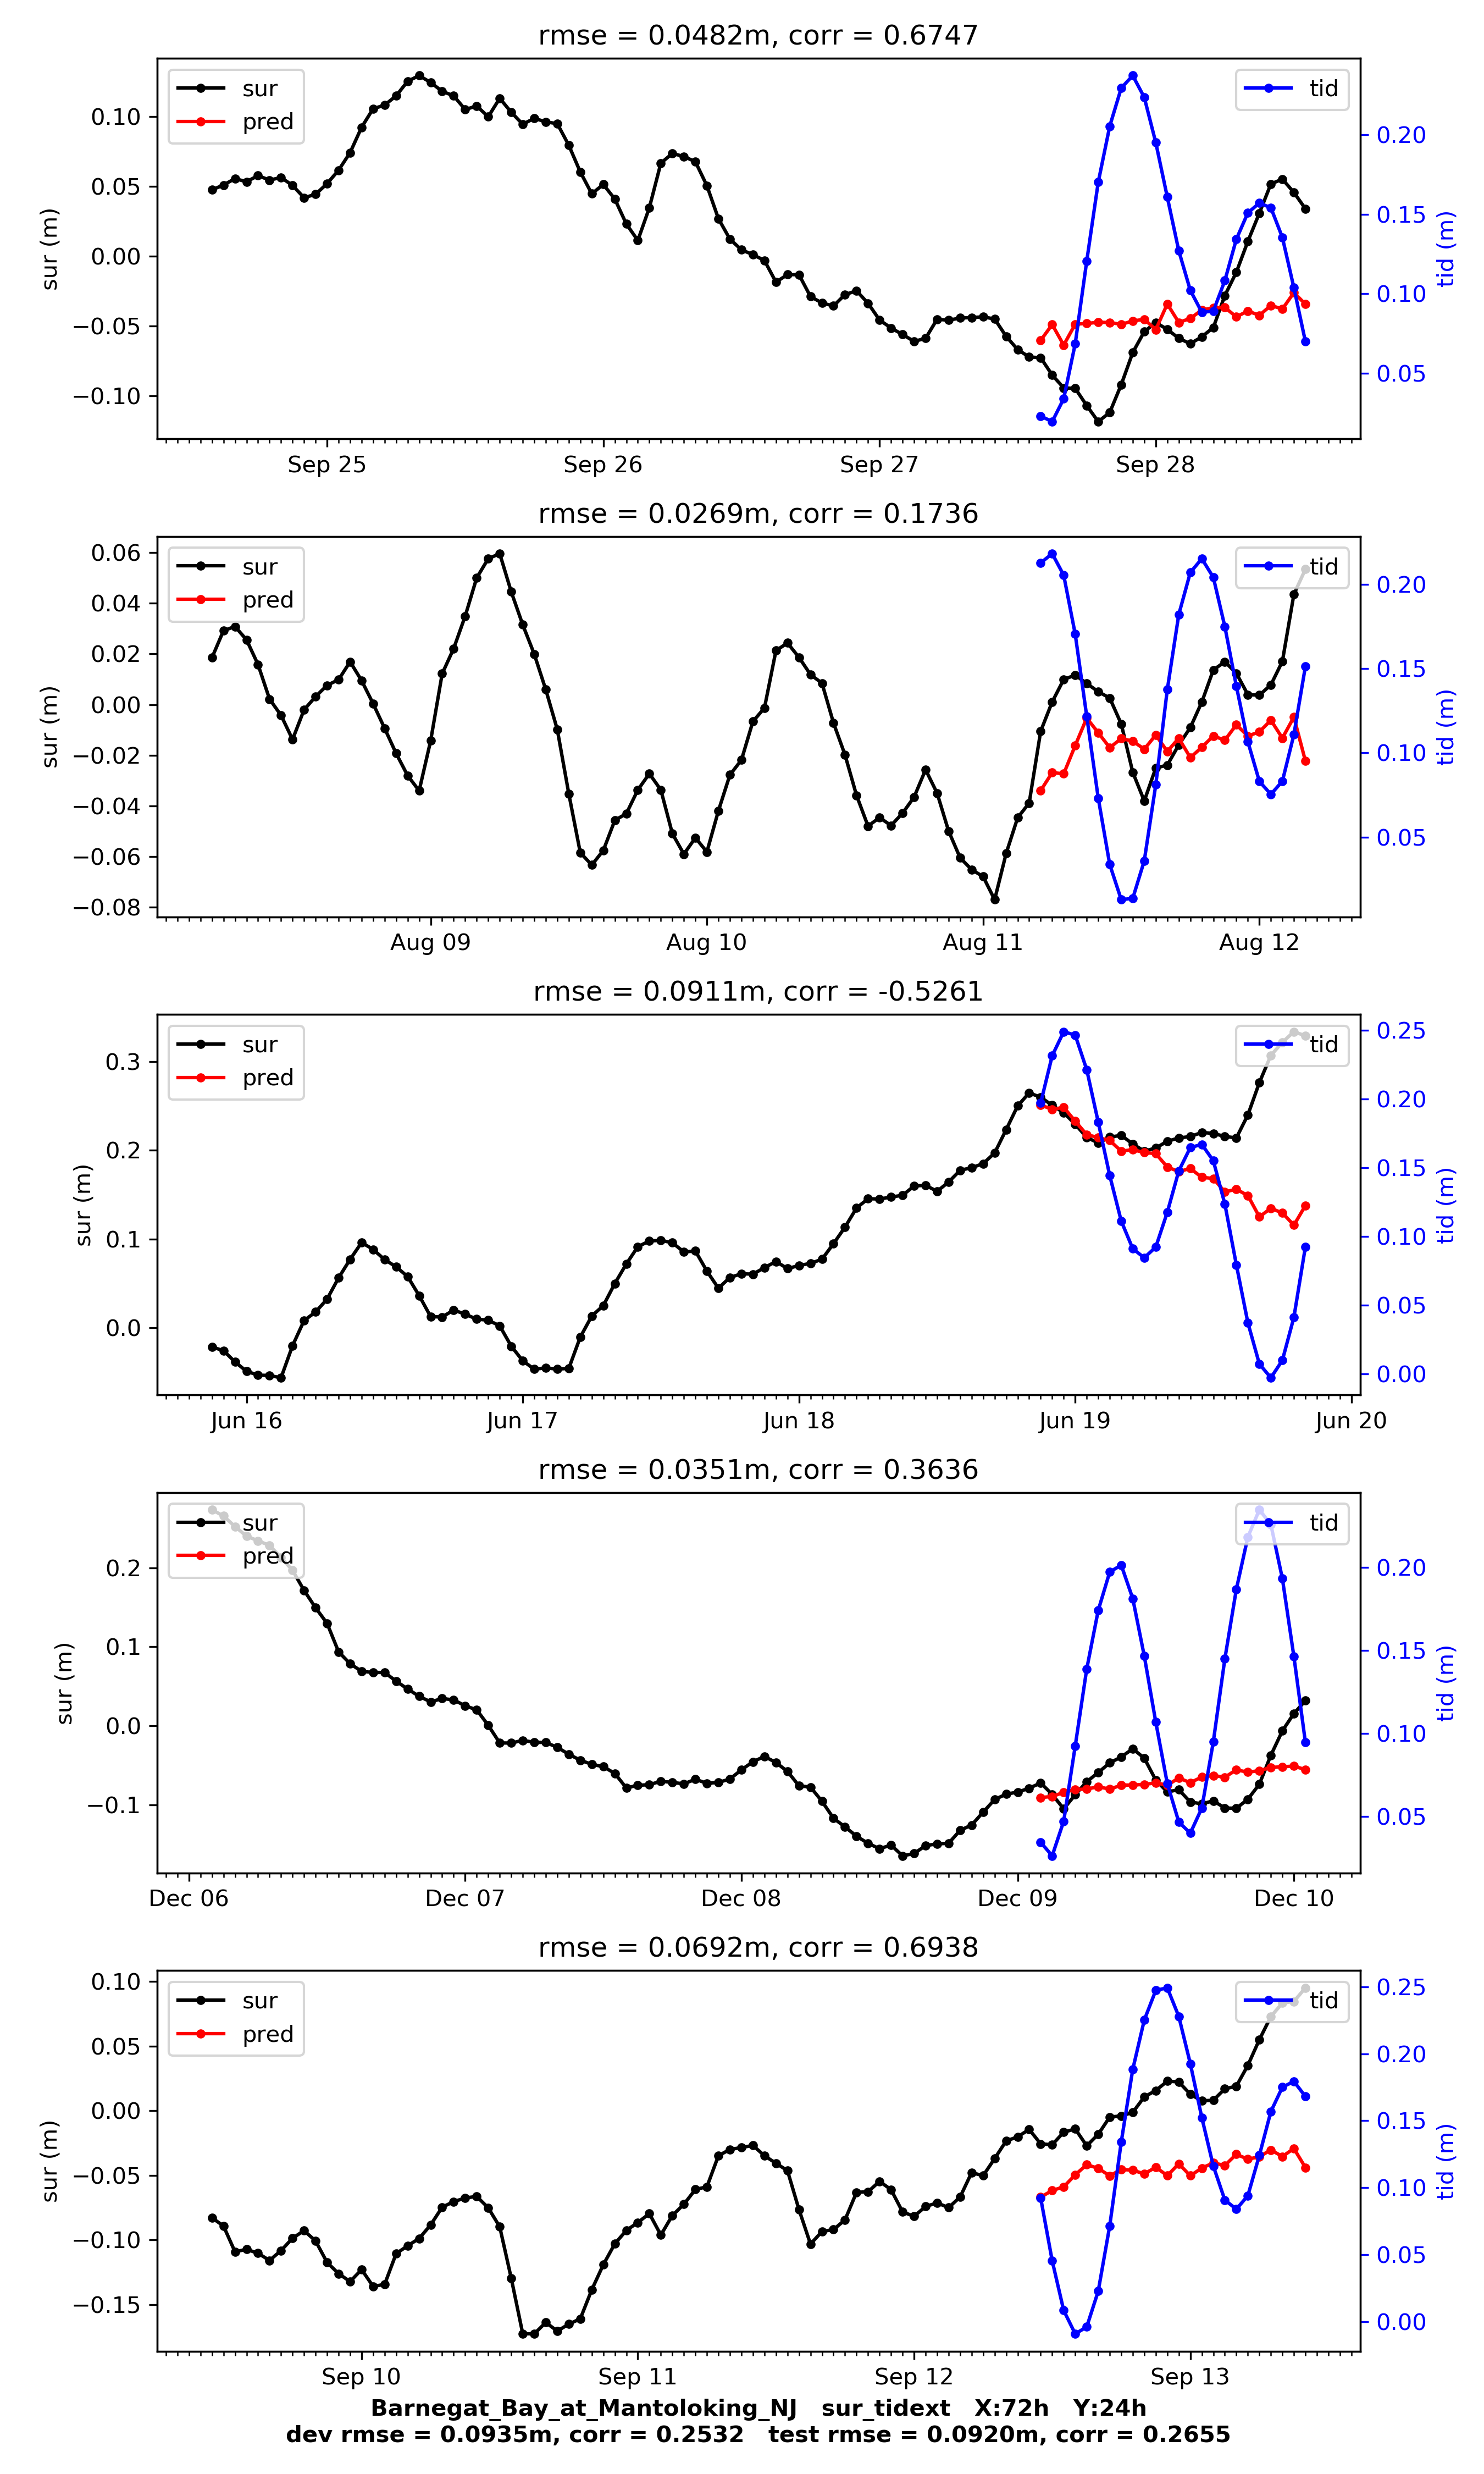 rmse = 0.0482m, corr = 0.6747
sur
pred
tid
0.10
0.05
0.00
−0.05
−0.10
sur (m)
0.20
0.15
0.10
0.05
tid (m)
Sep 25 Sep 26 Sep 27 Sep 28
rmse = 0.0269m, corr = 0.1736
sur
pred
tid
0.06
0.04
0.02
0.00
−0.02
−0.04
−0.06
−0.08
sur (m)
0.20
0.15
0.10
0.05
tid (m)
Aug 09 Aug 10 Aug 11 Aug 12
rmse = 0.0911m, corr = -0.5261
sur
pred
tid
0.3
0.2
0.1
0.0
sur (m)
0.25
0.20
0.15
0.10
0.05
0.00
tid (m)
Jun 16 Jun 17 Jun 18 Jun 19 Jun 20
rmse = 0.0351m, corr = 0.3636
sur
pred
tid
0.2
0.1
0.0
−0.1
sur (m)
0.20
0.15
0.10
0.05
tid (m)
Dec 06 Dec 07 Dec 08 Dec 09 Dec 10
rmse = 0.0692m, corr = 0.6938
sur
pred
tid
0.10
0.05
0.00
−0.05
−0.10
−0.15
sur (m)
0.25
0.20
0.15
0.10
0.05
0.00
tid (m)
Sep 10 Sep 11 Sep 12 Sep 13
Barnegat_Bay_at_Mantoloking_NJ sur_tidext X:72h Y:24h
dev rmse = 0.0935m, corr = 0.2532 test rmse = 0.0920m, corr = 0.2655